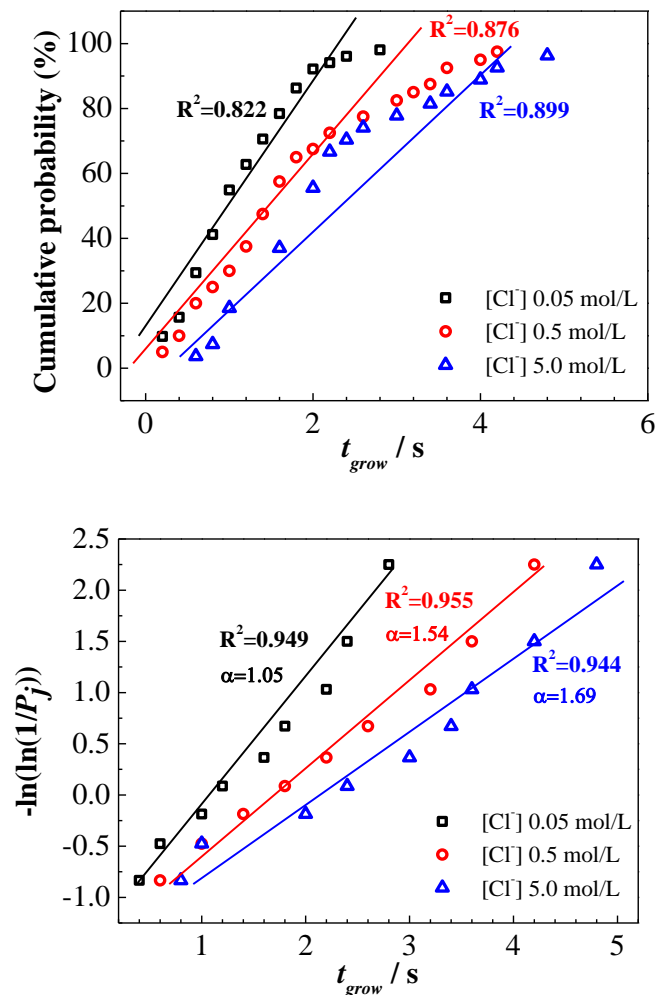 Cumulative probability (%)
100
80
60
40
20
0
R²=0.822
R²=0.876
R²=0.899
[Cl⁻] 0.05 mol/L
[Cl⁻] 0.5 mol/L
[Cl⁻] 5.0 mol/L
0 2 4 6
t_grow / s
-ln(ln(1/Pj))
2.5
2.0
1.5
1.0
0.5
0.0
-0.5
-1.0
R²=0.949
α=1.05
R²=0.955
α=1.54
R²=0.944
α=1.69
[Cl⁻] 0.05 mol/L
[Cl⁻] 0.5 mol/L
[Cl⁻] 5.0 mol/L
1 2 3 4 5
t_grow / s